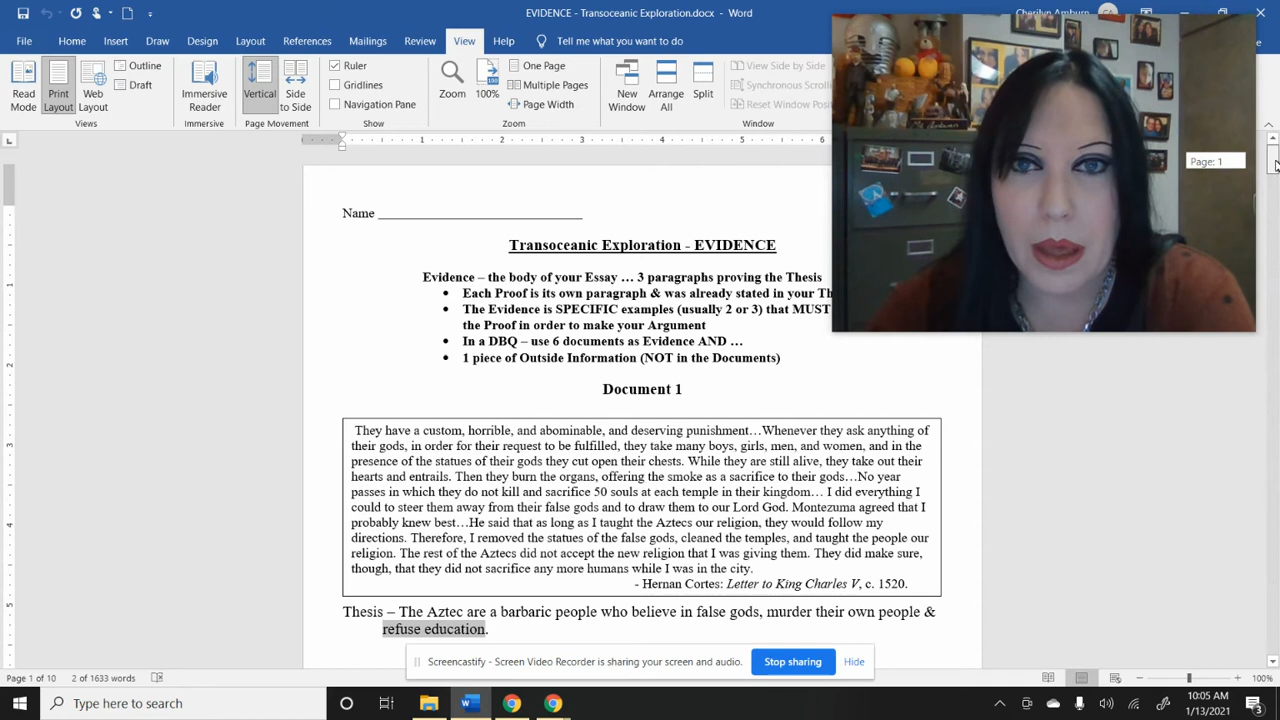 EVIDENCE - Transoceanic Exploration.docx - Word
Cherilyn Amburn CA
File Home Insert Draw Design Layout References Mailings Review View Help Tell me what you want to do
Read Mode
Print Layout
Web Layout
Outline
Draft
Views
Immersive Reader
Immersive
Vertical
Side to Side
Page Movement
Ruler
Gridlines
Navigation Pane
Show
Zoom
100%
One Page
Multiple Pages
Page Width
Zoom
New Window
Arrange All
Split
View Side by Side
Synchronous Scrolli
Reset Window Posit
Window
1 2 3 4 5 6
Page: 1
Name
Transoceanic Exploration - EVIDENCE
Evidence – the body of your Essay … 3 paragraphs proving the Thesis
• Each Proof is its own paragraph & was already stated in your Th
• The Evidence is SPECIFIC examples (usually 2 or 3) that MUST
the Proof in order to make your Argument
• In a DBQ – use 6 documents as Evidence AND …
• 1 piece of Outside Information (NOT in the Documents)
Document 1
They have a custom, horrible, and abominable, and deserving punishment…Whenever they ask anything of
their gods, in order for their request to be fulfilled, they take many boys, girls, men, and women, and in the
presence of the statues of their gods they cut open their chests. While they are still alive, they take out their
hearts and entrails. Then they burn the organs, offering the smoke as a sacrifice to their gods…No year
passes in which they do not kill and sacrifice 50 souls at each temple in their kingdom… I did everything I
could to steer them away from their false gods and to draw them to our Lord God. Montezuma agreed that I
probably knew best…He said that as long as I taught the Aztecs our religion, they would follow my
directions. Therefore, I removed the statues of the false gods, cleaned the temples, and taught the people our
religion. The rest of the Aztecs did not accept the new religion that I was giving them. They did make sure,
though, that they did not sacrifice any more humans while I was in the city.
- Hernan Cortes: Letter to King Charles V, c. 1520.
Thesis – The Aztec are a barbaric people who believe in false gods, murder their own people &
refuse education.
Screencastify - Screen Video Recorder is sharing your screen and audio. Stop sharing Hide
Page 1 of 10 2 of 1633 words 100%
Type here to search
10:05 AM
1/13/2021
3